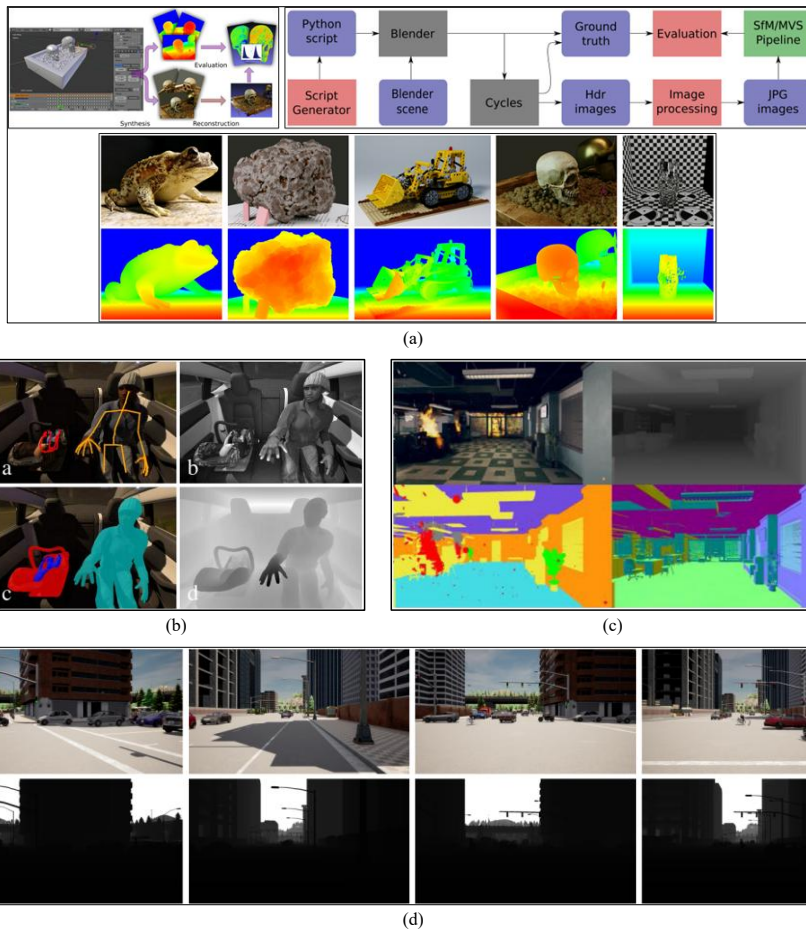 Evaluation
Synthesis Reconstruction
Python script
Blender
Ground truth
Evaluation
SfM/MVS Pipeline
Script Generator
Blender scene
Cycles
Hdr images
Image processing
JPG images
(a)
a
b
c
d
(b)
(c)
(d)